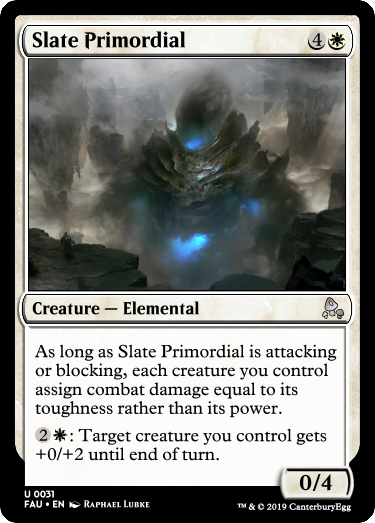 Slate Primordial 4
Creature — Elemental
As long as Slate Primordial is attacking
or blocking, each creature you control
assign combat damage equal to its
toughness rather than its power.
2 : Target creature you control gets
+0/+2 until end of turn.
0/4
U 0031
FAU • EN Raphael Lubke
™ & © 2019 CanterburyEgg